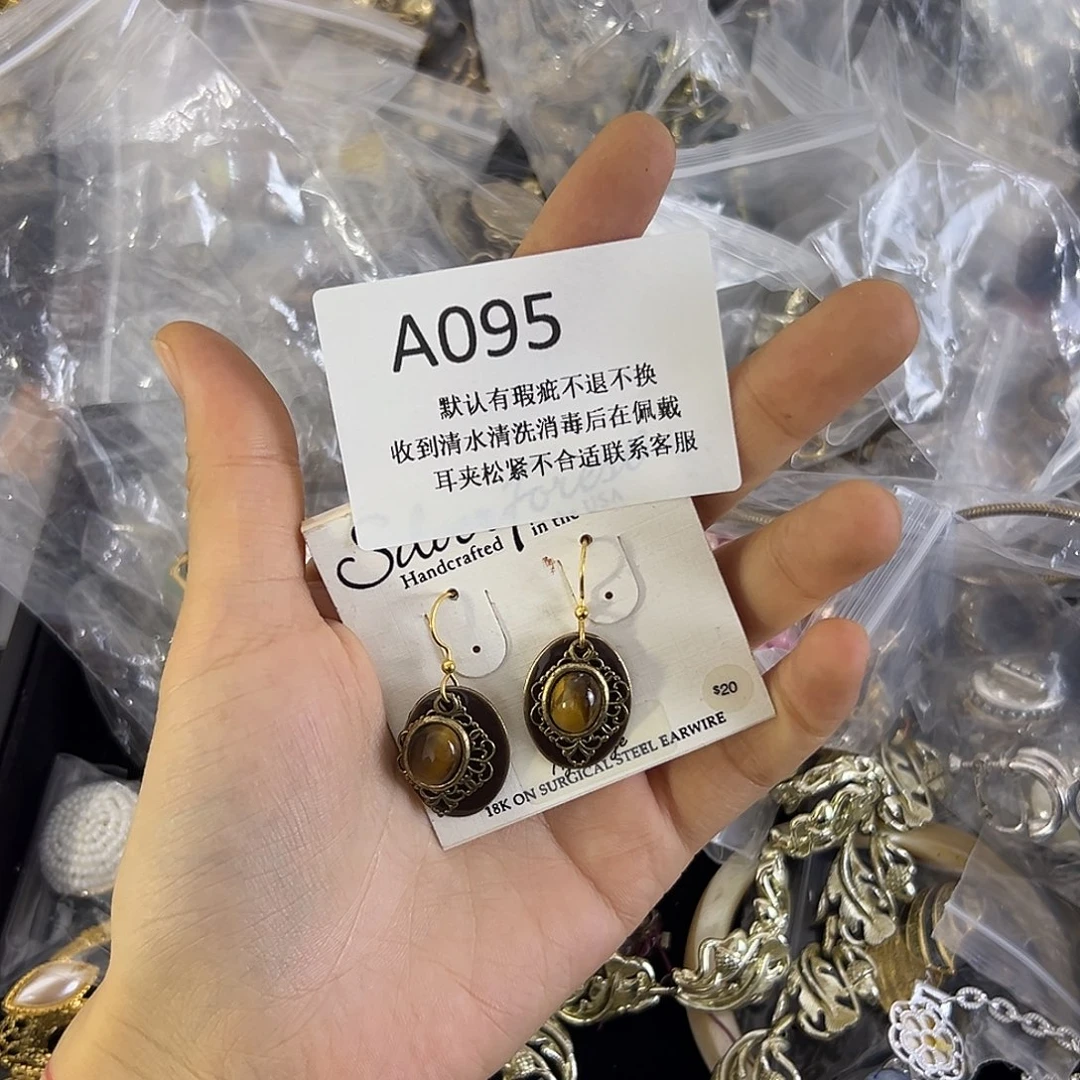 A095
默认有瑕疵不退不换
收到清水清洗消毒后在佩戴
耳夹松紧不合适联系客服
USA
Handcrafted in the
$20
18K ON SURGICAL STEEL EARWIRE